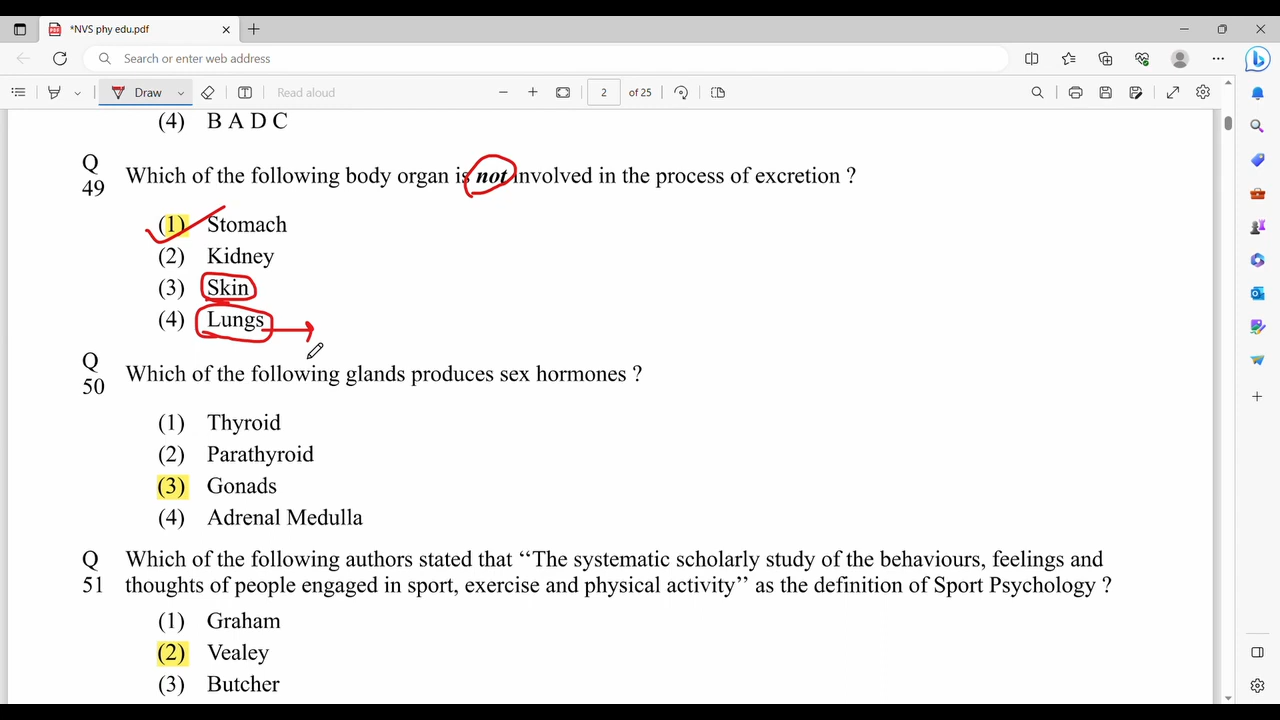 *NVS phy edu.pdf
Search or enter web address
Draw
Read aloud
2 of 25
(4) B A D C
Q 49 Which of the following body organ is not involved in the process of excretion ?
(1) Stomach
(2) Kidney
(3) Skin
(4) Lungs
Q 50 Which of the following glands produces sex hormones ?
(1) Thyroid
(2) Parathyroid
(3) Gonads
(4) Adrenal Medulla
Q Which of the following authors stated that ‘‘The systematic scholarly study of the behaviours, feelings and
51 thoughts of people engaged in sport, exercise and physical activity’’ as the definition of Sport Psychology ?
(1) Graham
(2) Vealey
(3) Butcher